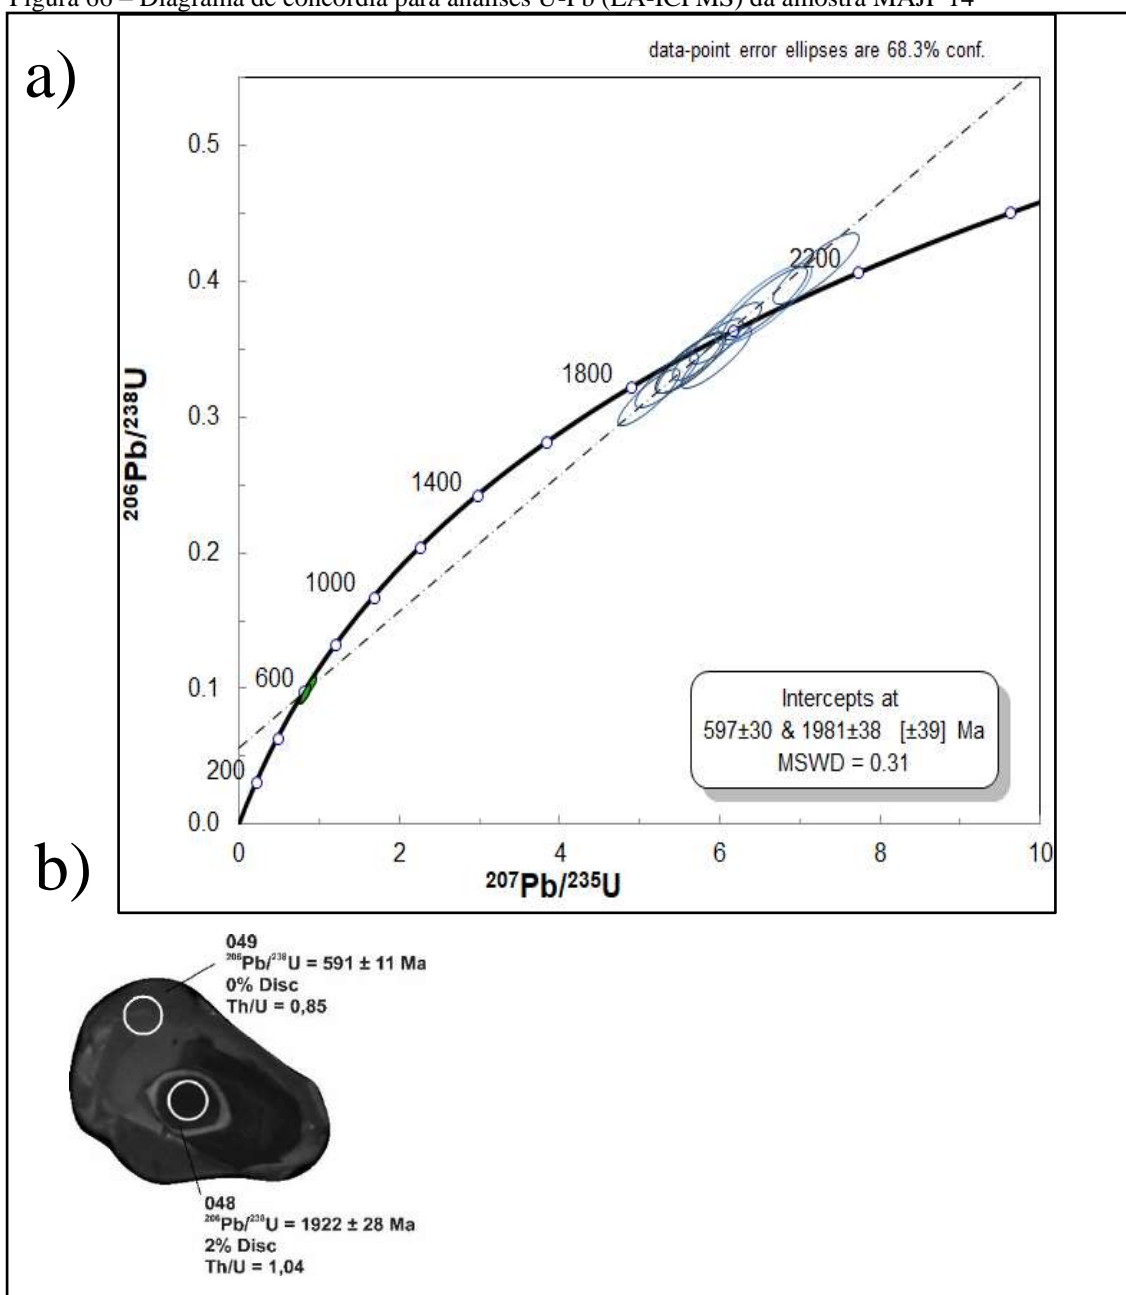 Figura 66 – Diagrama de concórdia para análises U-Pb (LA-ICPMS) da amostra MAJP 14
a)
data-point error ellipses are 68.3% conf.
0.5
0.4
0.3
0.2
0.1
0.0
206Pb/238U
2200
1800
1400
1000
600
200
Intercepts at
597±30 & 1981±38 [±39] Ma
MSWD = 0.31
0 2 4 6 8 10
207Pb/235U
b)
049
206Pb/238U = 591 ± 11 Ma
0% Disc
Th/U = 0,85
048
206Pb/238U = 1922 ± 28 Ma
2% Disc
Th/U = 1,04